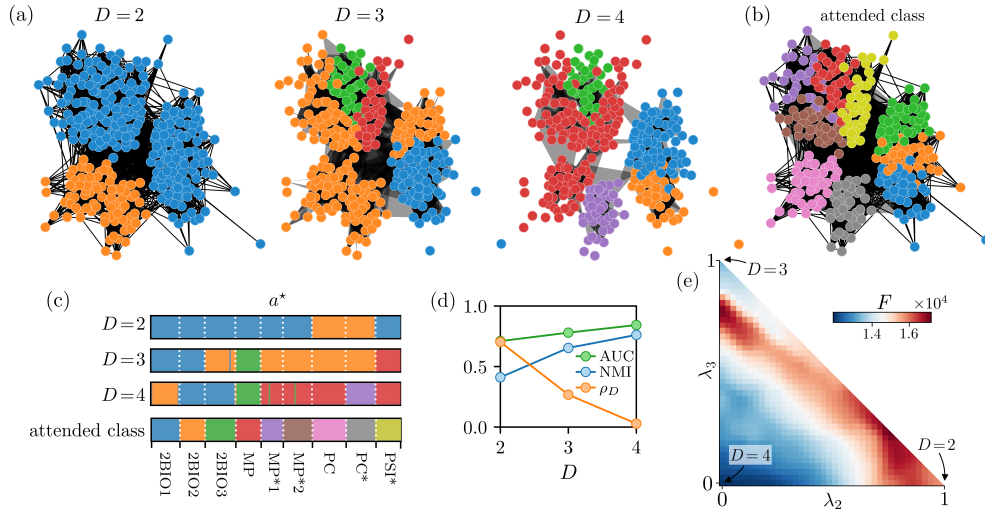 (a)
D = 2
D = 3
D = 4
(b)
attended class
(c)
a⋆
D = 2
D = 3
D = 4
attended class
2BIO1
2BIO2
2BIO3
MP
MP*1
MP*2
PC
PC*
PSI*
(d)
1.0
0.5
0.0
AUC
NMI
ρ_D
2
3
4
D
(e)
1
D = 3
F
×10⁴
1.4
1.6
λ₃
D = 4
D = 2
0
0
λ₂
1